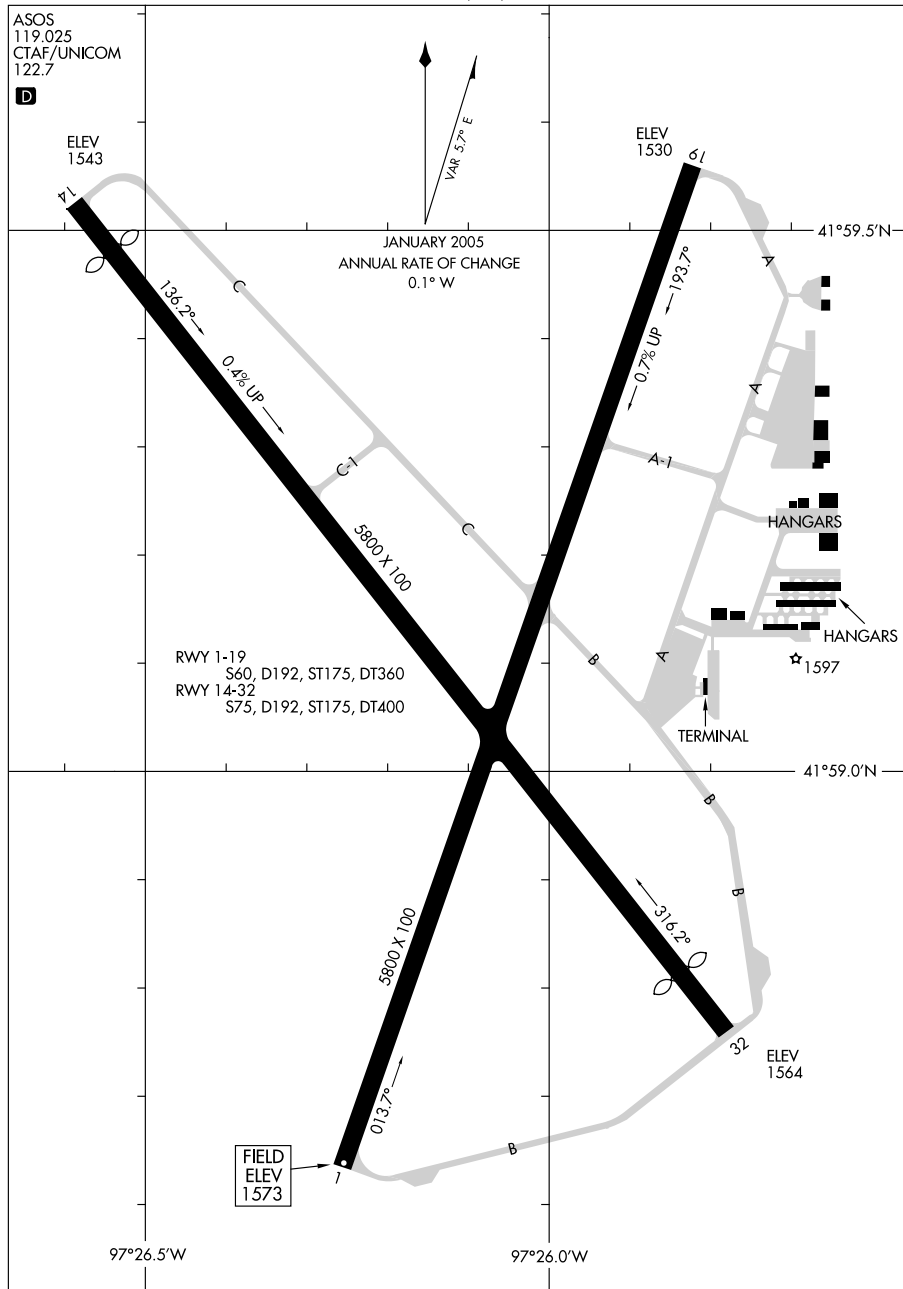 ASOS
119.025
CTAF/UNICOM
122.7
D
ELEV
1543
14
VAR 5.7° E
JANUARY 2005
ANNUAL RATE OF CHANGE
0.1° W
ELEV
1530
19
41°59.5'N
193.7°
0.7% UP
A
136.2°
0.4% UP
C
A
C-1
A-1
5800 X 100
C
HANGARS
HANGARS
1597
A
B
TERMINAL
RWY 1-19
S60, D192, ST175, DT360
RWY 14-32
S75, D192, ST175, DT400
41°59.0'N
B
B
316.2°
5800 X 100
013.7°
32
ELEV
1564
B
FIELD
ELEV
1573
1
97°26.5'W
97°26.0'W